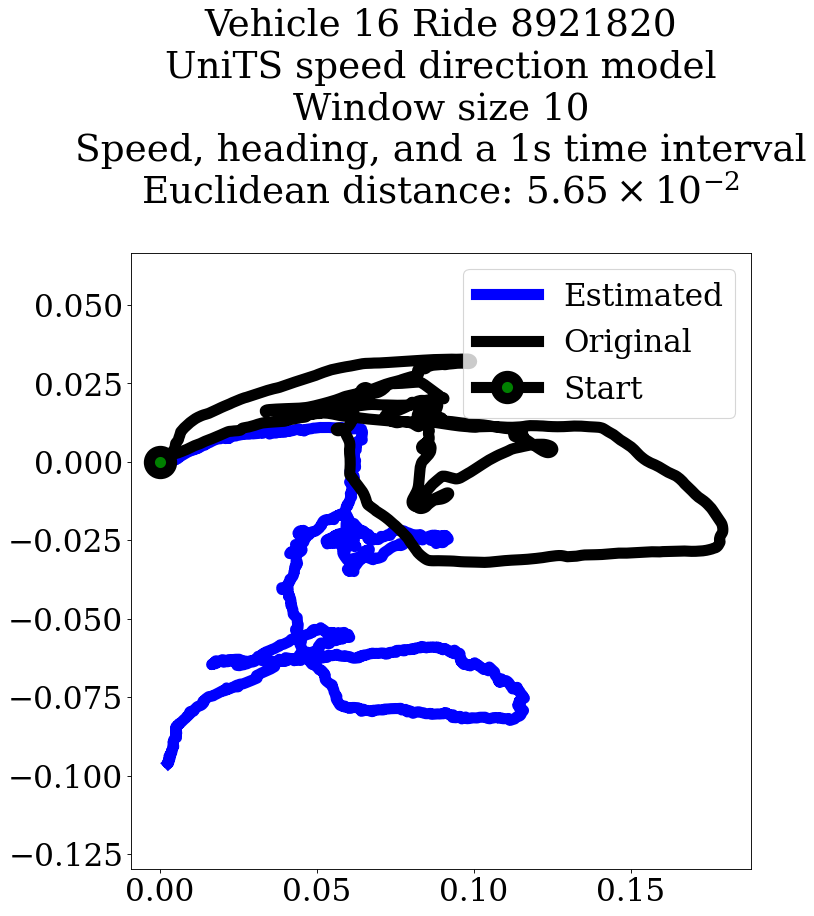 Vehicle 16 Ride 8921820
UniTS speed direction model
Window size 10
Speed, heading, and a 1s time interval
Euclidean distance: 5.65 × 10⁻²
Estimated
Original
Start
0.050
0.025
0.000
−0.025
−0.050
−0.075
−0.100
−0.125
0.00 0.05 0.10 0.15